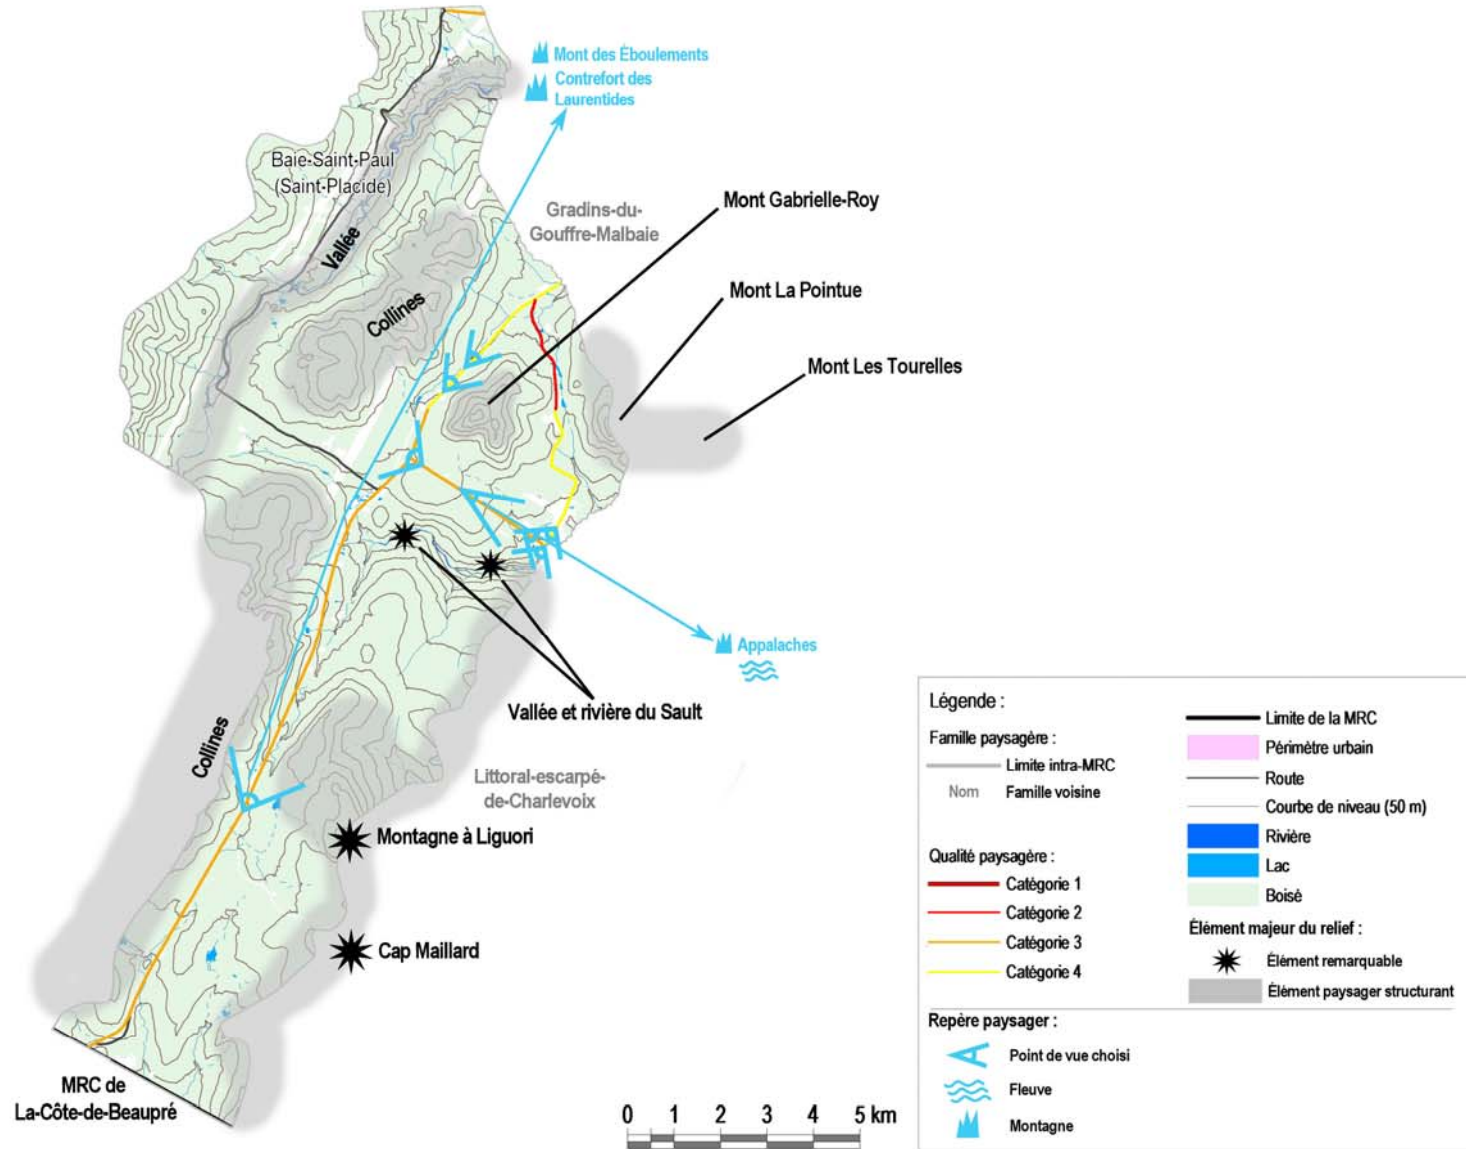 Mont des Éboulements
Contrefort des
Laurentides
Baie-Saint-Paul
(Saint-Placide)
Vallée
Collines
Gradins-du-
Gouffre-Malbaie
Mont Gabrielle-Roy
Mont La Pointue
Mont Les Tourelles
Appalaches
Vallée et rivière du Sault
Collines
Littoral-escarpé-
de-Charlevoix
Montagne à Liguori
Cap Maillard
MRC de
La-Côte-de-Beaupré
0 1 2 3 4 5 km
Légende :
Famille paysagère :
Limite intra-MRC
Nom Famille voisine
Qualité paysagère :
Catégorie 1
Catégorie 2
Catégorie 3
Catégorie 4
Repère paysager :
Point de vue choisi
Fleuve
Montagne
Limite de la MRC
Périmètre urbain
Route
Courbe de niveau (50 m)
Rivière
Lac
Boisé
Élément majeur du relief :
Élément remarquable
Élément paysager structurant